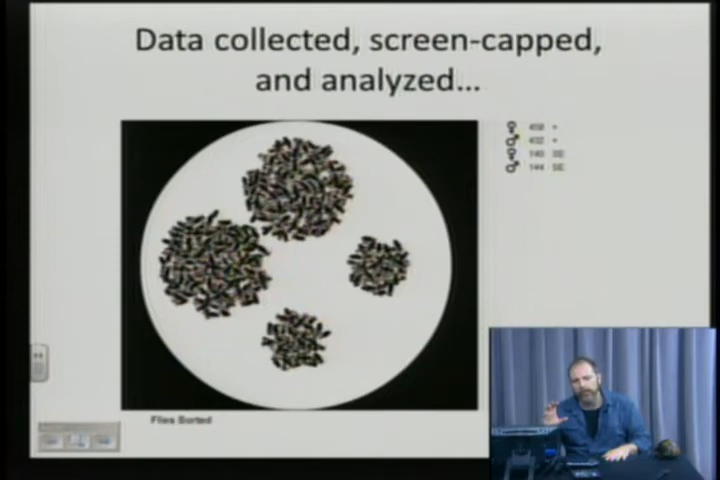 Data collected, screen-capped,
and analyzed…
Flies Sorted